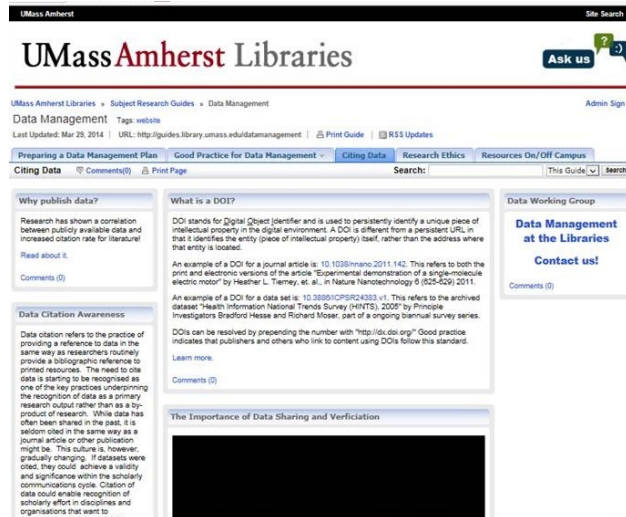 UMass Amherst
Site Search
UMassAmherst Libraries
Ask us ? :)
UMass Amherst Libraries » Subject Research Guides » Data Management
Admin Sign
Data Management Tags: website
Last Updated: Mar 28, 2014 | URL: http://guides.library.umass.edu/datamanagement | Print Guide | RSS Updates
Preparing a Data Management Plan Good Practice for Data Management Citing Data Research Ethics Resources On/Off Campus
Citing Data Comments(0) Print Page Search: This Guide Search
Why publish data?
Research has shown a correlation
between publicly available data and
increased citation rate for literature!
Read about it.
Comments (0)
Data Citation Awareness
Data citation refers to the practice of
providing a reference to data in the
same way as researchers routinely
provide a bibliographic reference to
printed resources. The need to cite
data is starting to be recognised as
one of the key practices underpinning
the recognition of data as a primary
research output rather than as a by-
product of research. While data has
often been shared in the past, it is
seldom cited in the same way as a
journal article or other publication
might be. This culture is, however,
gradually changing. If datasets were
cited, they could achieve a validity
and significance within the scholarly
communications cycle. Citation of
data could enable recognition of
scholarly effort in disciplines and
organisations that want to
What is a DOI?
DOI stands for Digital Object Identifier and is used to persistently identify a unique piece of
intellectual property in the digital environment. A DOI is different from a persistent URL in
that it identifies the entity (piece of intellectual property) itself, rather than the address where
that entity is located.
An example of a DOI for a journal article is: 10.1038/nnano.2011.142. This refers to both the
print and electronic versions of the article "Experimental demonstration of a single-molecule
electric motor" by Heather L. Tierney, et. al., in Nature Nanotechnology 6 (625-629) 2011.
An example of a DOI for a data set is: 10.3886/ICPSR24383.v1. This refers to the archived
dataset "Health Information National Trends Survey (HINTS), 2005" by Principle
Investigators Bradford Hesse and Richard Moser, part of a ongoing biannual survey series.
DOIs can be resolved by prepending the number with "http://dx.doi.org/" Good practice
indicates that publishers and others who link to content using DOIs follow this standard.
Learn more.
Comments (0)
The Importance of Data Sharing and Verficiation
Data Working Group
Data Management
at the Libraries
Contact us!
Comments (0)